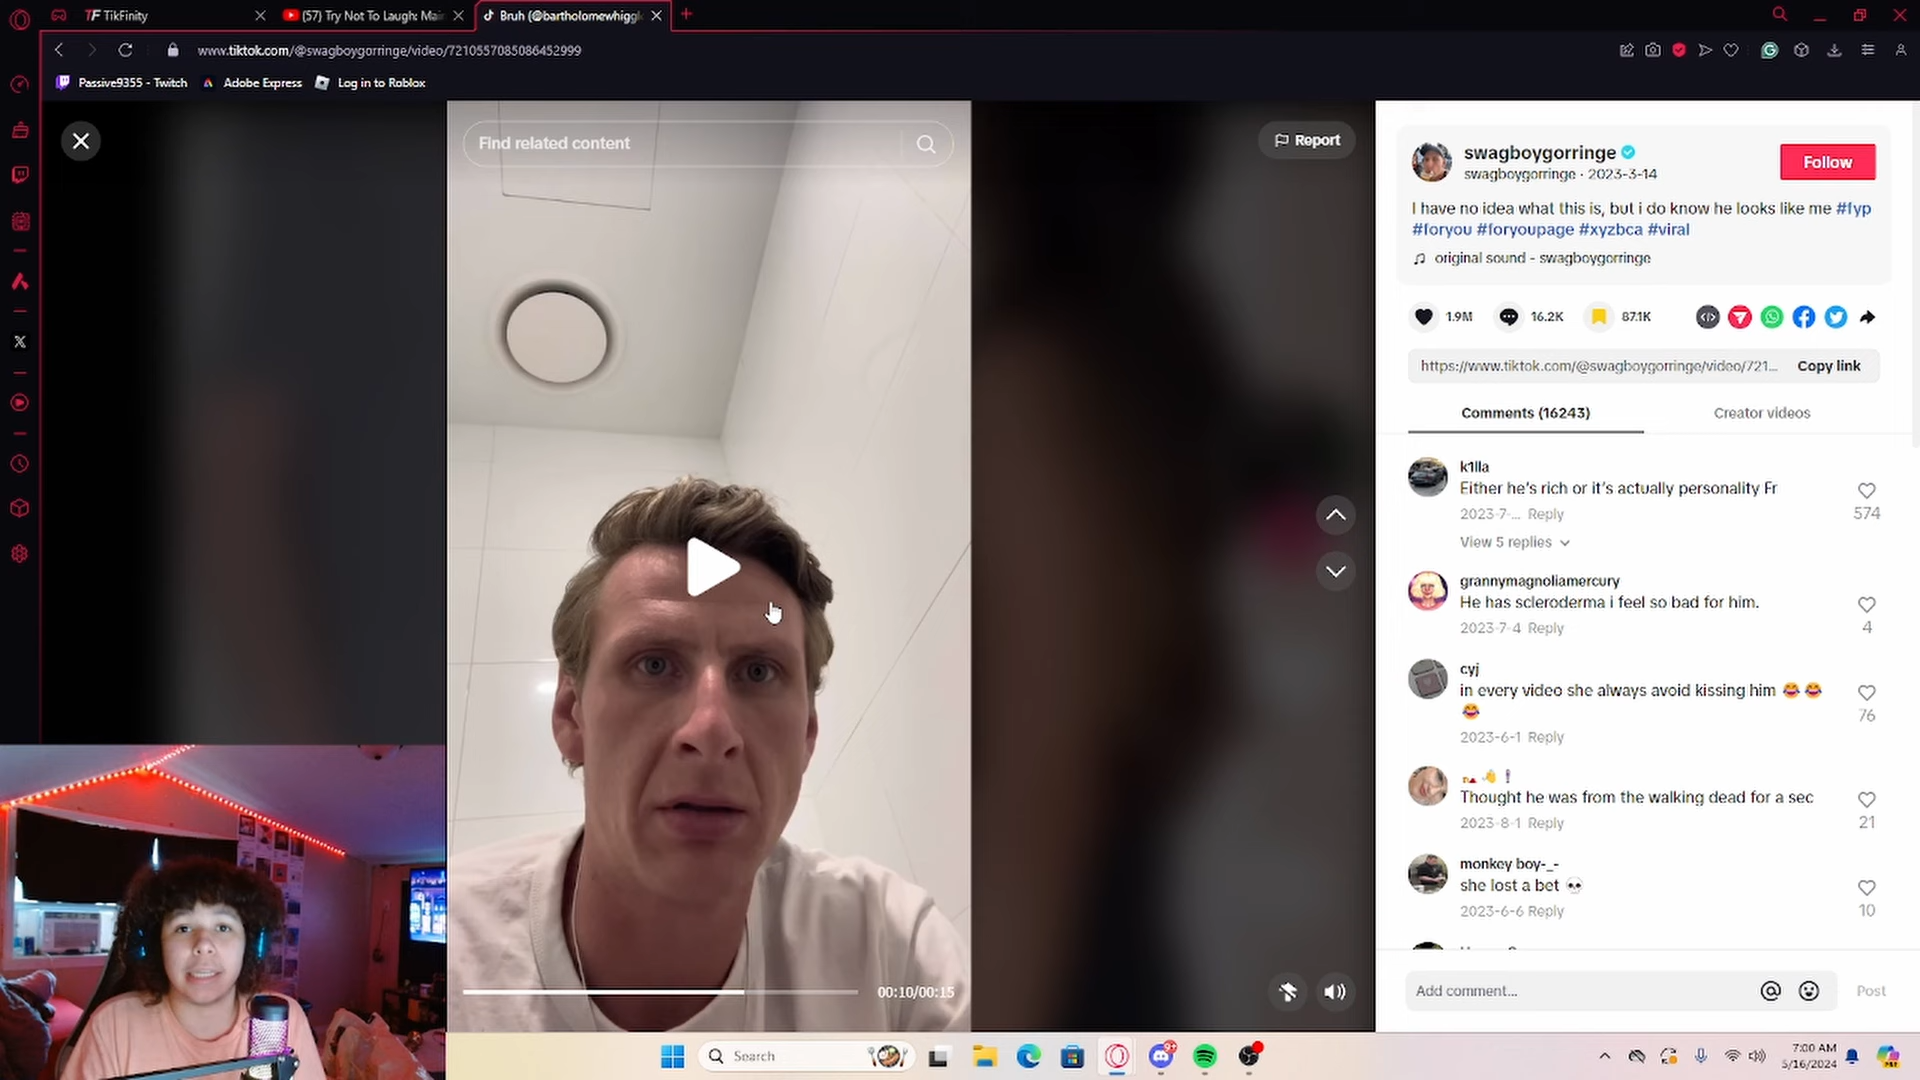 TikFinity
(57) Try Not To Laugh: Mai
Bruh (@bartholomewhiggl
www.tiktok.com/@swagboygorringe/video/7210557085086452999
Passive9355 - Twitch
Adobe Express
Log in to Roblox
Find related content
Report
swagboygorringe
swagboygorringe · 2023-3-14
Follow
I have no idea what this is, but i do know he looks like me #fyp
#foryou #foryoupage #xyzbca #viral
original sound - swagboygorringe
1.9M
16.2K
87.1K
https://www.tiktok.com/@swagboygorringe/video/721...
Copy link
Comments (16243)
Creator videos
k1lla
Either he's rich or it's actually personality Fr
574
2023-7-... Reply
View 5 replies
grannymagnoliamercury
He has scleroderma i feel so bad for him.
2023-7-4 Reply
4
cyj
in every video she always avoid kissing him 😂 😂
😂
76
2023-6-1 Reply
Thought he was from the walking dead for a sec
21
2023-8-1 Reply
monkey boy-_-
she lost a bet 💀
2023-6-6 Reply
10
00:10/00:15
Add comment...
Post
Search
9+
7:00 AM
5/16/2024